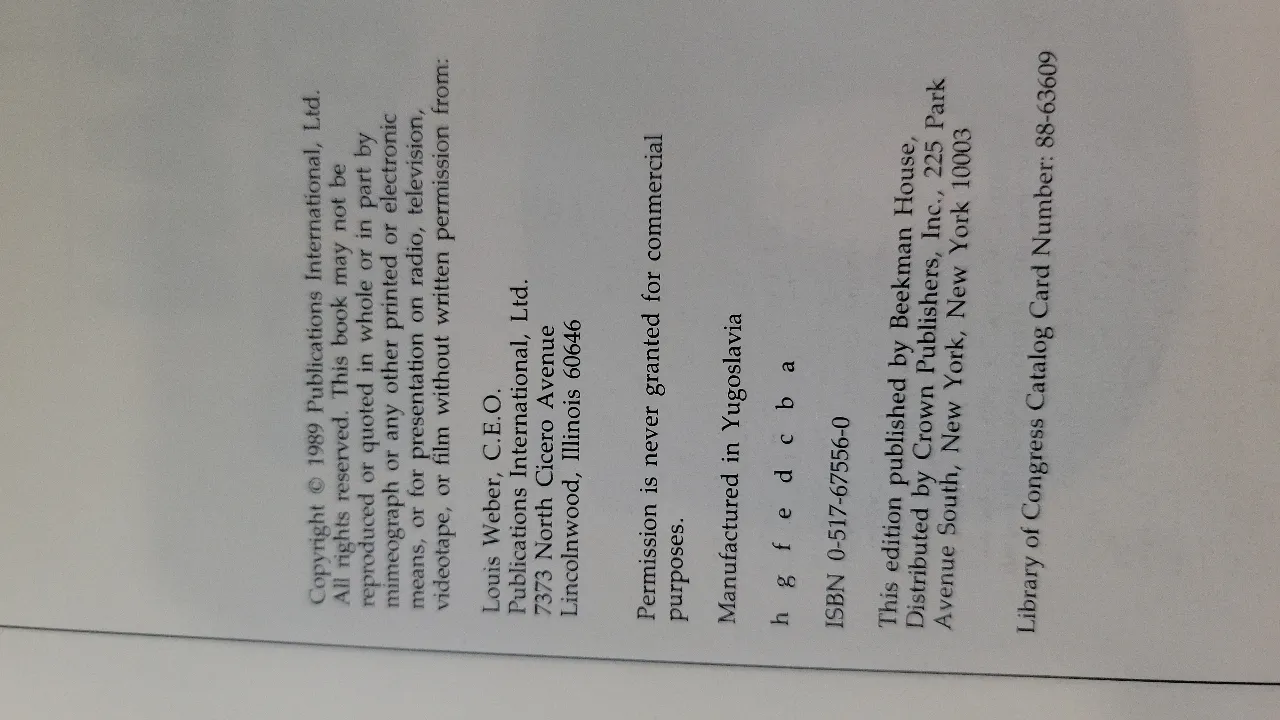 Copyright © 1989 Publications International, Ltd.
All rights reserved. This book may not be
reproduced or quoted in whole or in part by
mimeograph or any other printed or electronic
means, or for presentation on radio, television,
videotape, or film without written permission from:
Louis Weber, C.E.O.
Publications International, Ltd.
7373 North Cicero Avenue
Lincolnwood, Illinois 60646
Permission is never granted for commercial
purposes.
Manufactured in Yugoslavia
h g f e d c b a
ISBN 0-517-67556-0
This edition published by Beekman House,
Distributed by Crown Publishers, Inc., 225 Park
Avenue South, New York, New York 10003
Library of Congress Catalog Card Number: 88-63609